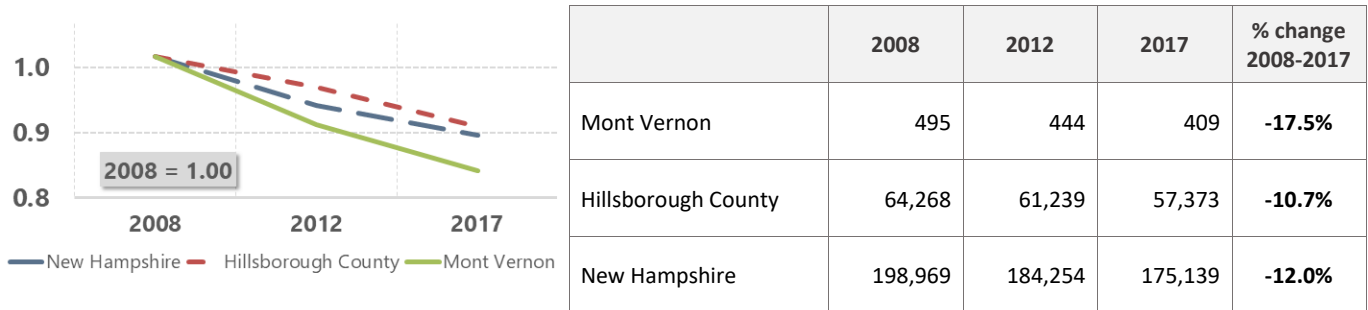 1.0
0.9
0.8
2008 = 1.00
2008 2012 2017
New Hampshire Hillsborough County Mont Vernon
2008 2012 2017 % change
2008-2017
Mont Vernon 495 444 409 -17.5%
Hillsborough County 64,268 61,239 57,373 -10.7%
New Hampshire 198,969 184,254 175,139 -12.0%